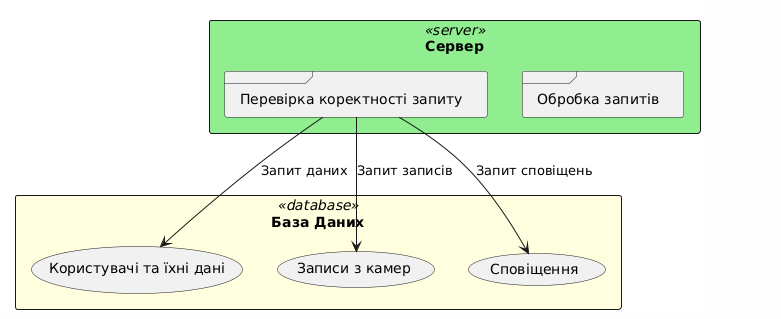 «server»
Сервер
Перевірка коректності запиту
Обробка запитів
Запит даних
Запит записів
Запит сповіщень
«database»
База Даних
Користувачі та їхні дані
Записи з камер
Сповіщення